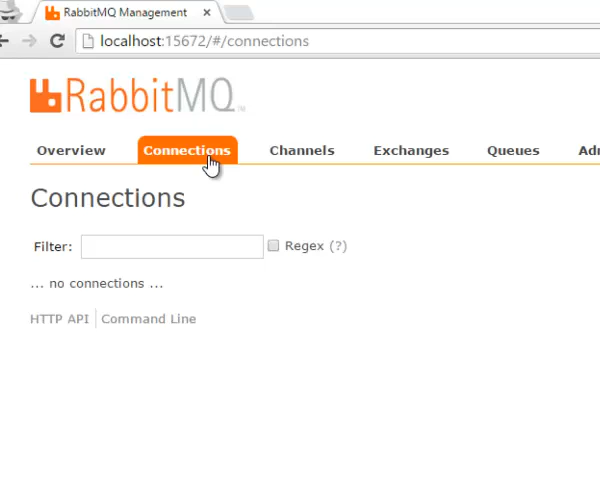 RabbitMQ Management
localhost:15672/#/connections
RabbitMQ
Overview Connections Channels Exchanges Queues
Connections
Filter: Regex (?)
... no connections ...
HTTP API Command Line